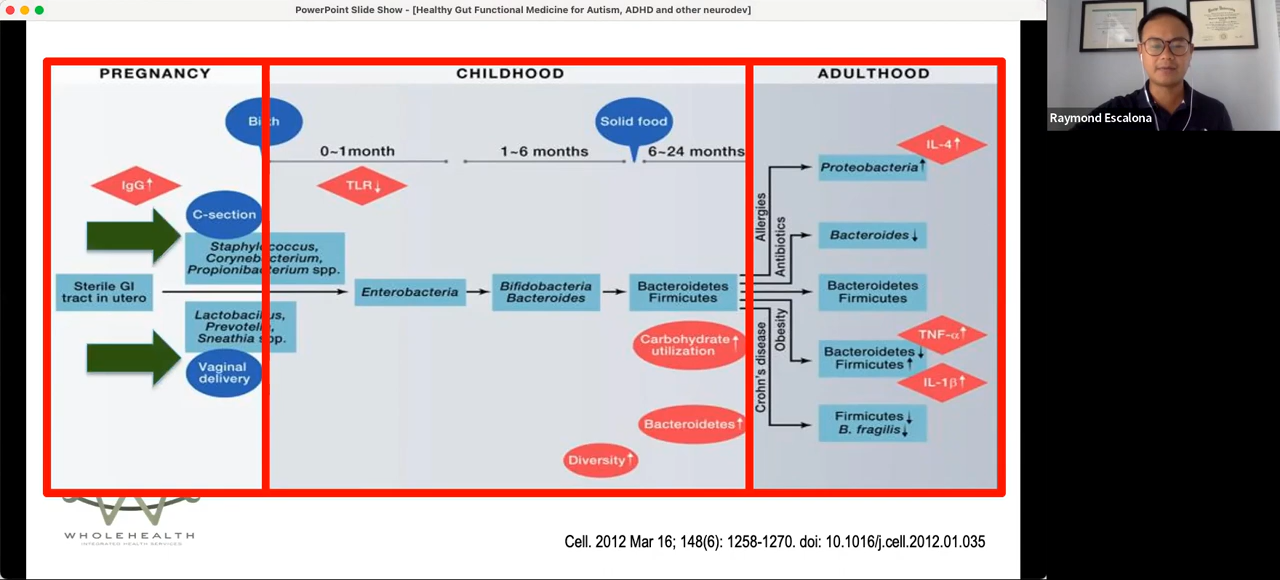 PowerPoint Slide Show - [Healthy Gut Functional Medicine for Autism, ADHD and other neurodev]
Raymond Escalona
PREGNANCY
CHILDHOOD
ADULTHOOD
Birth
Solid food
0~1month
1~6 months
6~24 months
IgG↑
TLR↓
IL-4↑
Proteobacteria↑
C-section
Staphylococcus,
Corynebacterium,
Propionibacterium spp.
Allergies
Antibiotics
Bacteroides↓
Sterile GI
tract in utero
Enterobacteria
Bifidobacteria
Bacteroides
Bacteroidetes
Firmicutes
Bacteroidetes
Firmicutes
Lactobacillus,
Prevotella,
Sneathia spp.
Carbohydrate↑
utilization
Crohn's disease
Obesity
TNF-α↑
Bacteroidetes↓
Firmicutes↑
IL-1β↑
Vaginal
delivery
Bacteroidetes↑
Firmicutes↓
B. fragilis↓
Diversity↑
WHOLEHEALTH
INTEGRATED HEALTH SERVICES
Cell. 2012 Mar 16; 148(6): 1258-1270. doi: 10.1016/j.cell.2012.01.035